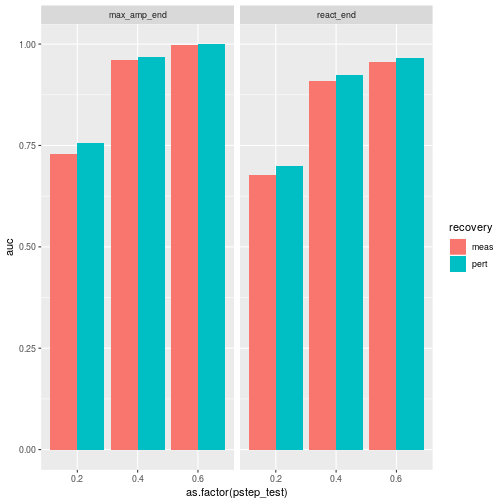 max_amp_end
react_end
1.00
0.75
0.50
0.25
0.00
auc
0.2 0.4 0.6
0.2 0.4 0.6
as.factor(pstep_test)
recovery
meas
pert